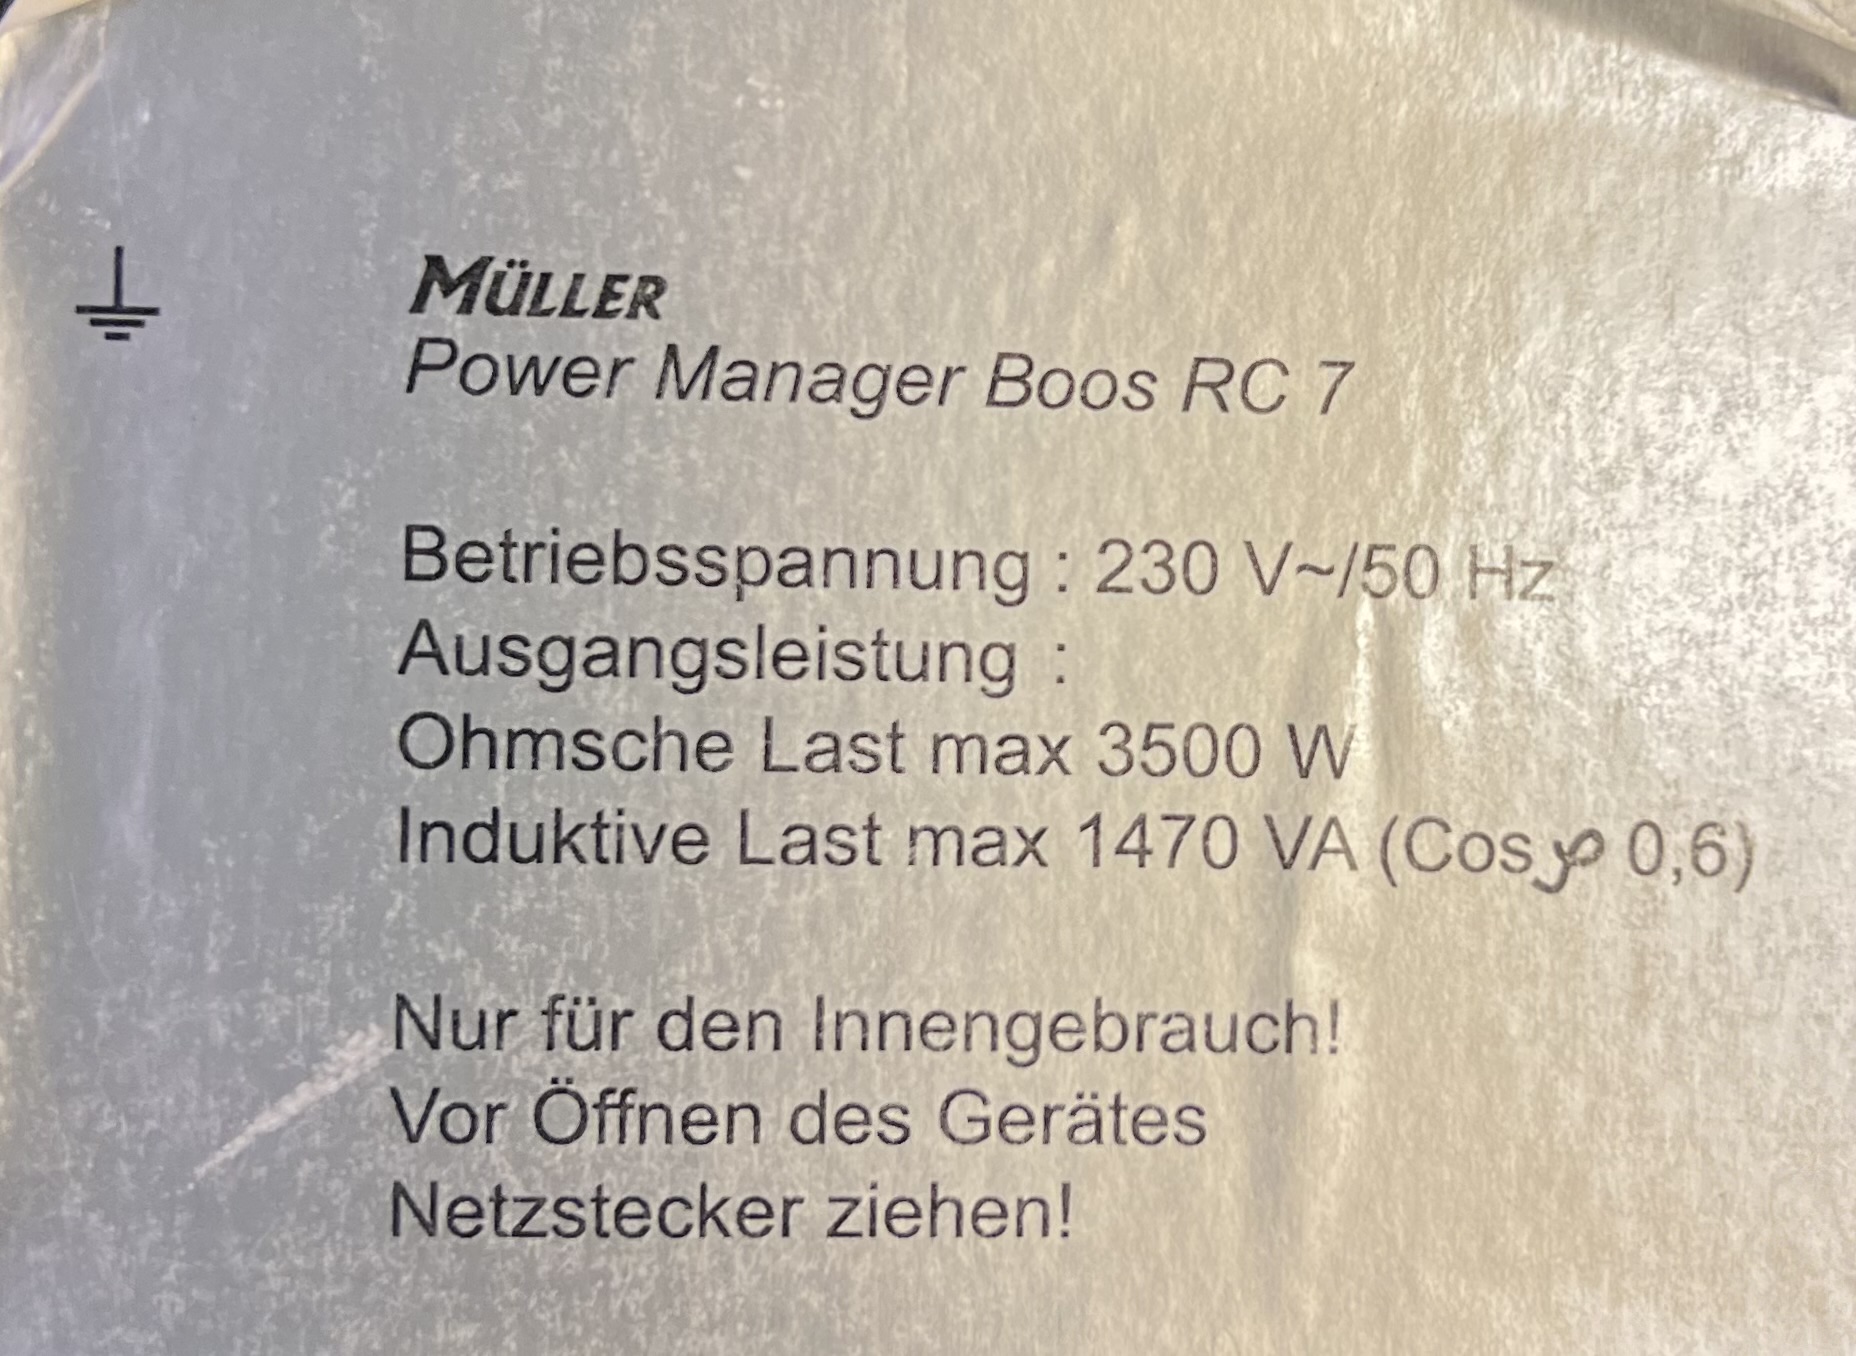 MÜLLER
Power Manager Boos RC 7
Betriebsspannung : 230 V~/50 Hz
Ausgangsleistung :
Ohmsche Last max 3500 W
Induktive Last max 1470 VA (Cos φ 0,6)
Nur für den Innengebrauch!
Vor Öffnen des Gerätes
Netzstecker ziehen!